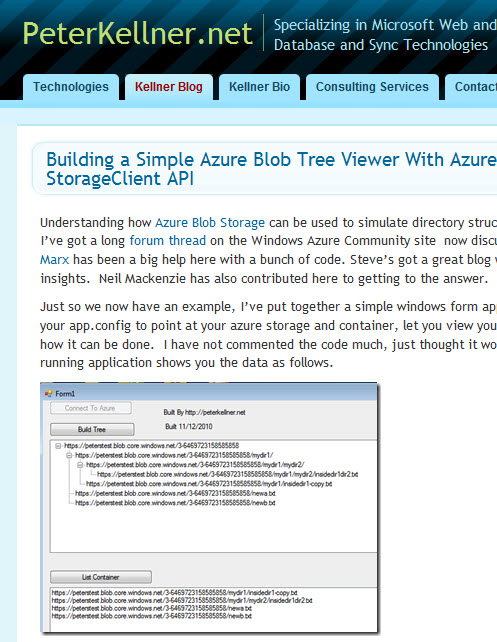 PeterKellner.net
Specializing in Microsoft Web and
Database and Sync Technologies
Technologies
Kellner Blog
Kellner Bio
Consulting Services
Contact
Building a Simple Azure Blob Tree Viewer With Azure
StorageClient API
Understanding how Azure Blob Storage can be used to simulate directory struc
I've got a long forum thread on the Windows Azure Community site  now discu
Marx has been a big help here with a bunch of code. Steve's got a great blog
insights.  Neil Mackenzie has also contributed here to getting to the answer.
Just so we now have an example, I've put together a simple windows form app
your app.config to point at your azure storage and container, let you view you
how it can be done.  I have not commented the code much, just thought it wo
running application shows you the data as follows.
Form1
Connect To Azure
Built By http://peterkellner.net
Build Tree
Built 11/12/2010
https://peterstest.blob.core.windows.net/3-6469723158585858
https://peterstest.blob.core.windows.net/3-6469723158585858/mydir1/
https://peterstest.blob.core.windows.net/3-6469723158585858/mydir1/mydir2/
https://peterstest.blob.core.windows.net/3-6469723158585858/mydir1/mydir2/insidedir1dir2.txt
https://peterstest.blob.core.windows.net/3-6469723158585858/mydir1/insidedir1-copy.txt
https://peterstest.blob.core.windows.net/3-6469723158585858/newa.txt
https://peterstest.blob.core.windows.net/3-6469723158585858/newb.txt
List Container
https://peterstest.blob.core.windows.net/3-6469723158585858/mydir1/insidedir1-copy.txt
https://peterstest.blob.core.windows.net/3-6469723158585858/mydir1/mydir2/insidedir1dir2.txt
https://peterstest.blob.core.windows.net/3-6469723158585858/newa.txt
https://peterstest.blob.core.windows.net/3-6469723158585858/newb.txt